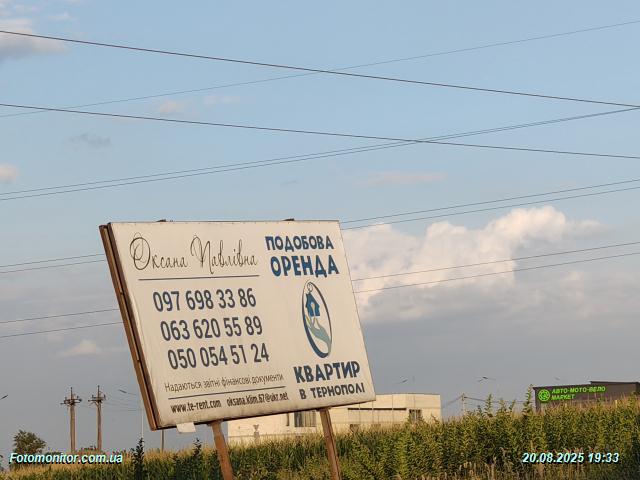 Оксана Павлівна
097 698 33 86
063 620 55 89
050 054 51 24
Надаються звітні фінансові документи
www.te-rent.com oksana.klim.67@ukr.net
ПОДОБОВА
ОРЕНДА
КВАРТИР
В ТЕРНОПОЛІ
АВТО-МОТО-ВЕЛО
МАРКЕТ
Fotomonitor.com.ua
20.08.2025 19:33